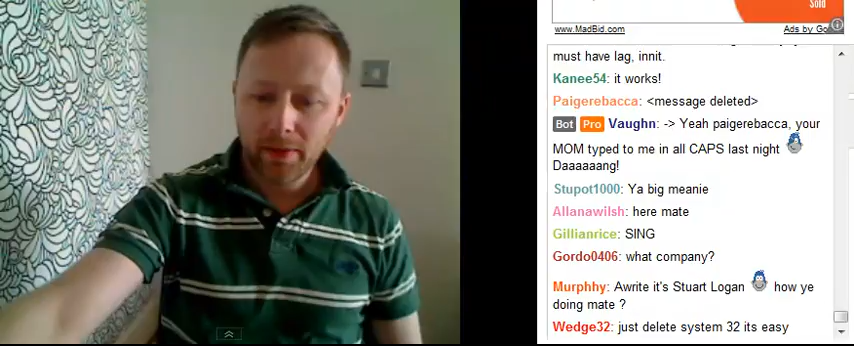 Sold
www.MadBid.com
Ads by Go
must have lag, innit.
Kanee54: it works!
Paigerebacca: <message deleted>
Bot Pro Vaughn: -> Yeah paigerebacca, your
MOM typed to me in all CAPS last night
Daaaaaang!
Stupot1000: Ya big meanie
Allanawilsh: here mate
Gillianrice: SING
Gordo0406: what company?
Murphhy: Awrite it's Stuart Logan how ye
doing mate ?
Wedge32: just delete system 32 its easy